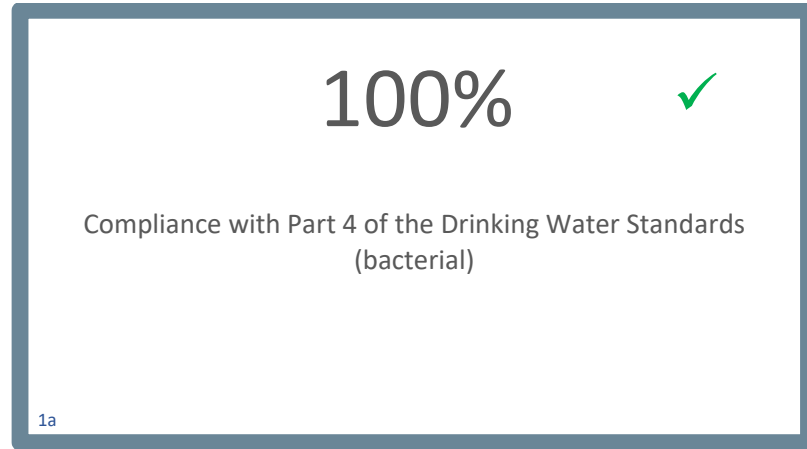 100% ✓
Compliance with Part 4 of the Drinking Water Standards
(bacterial)
1a